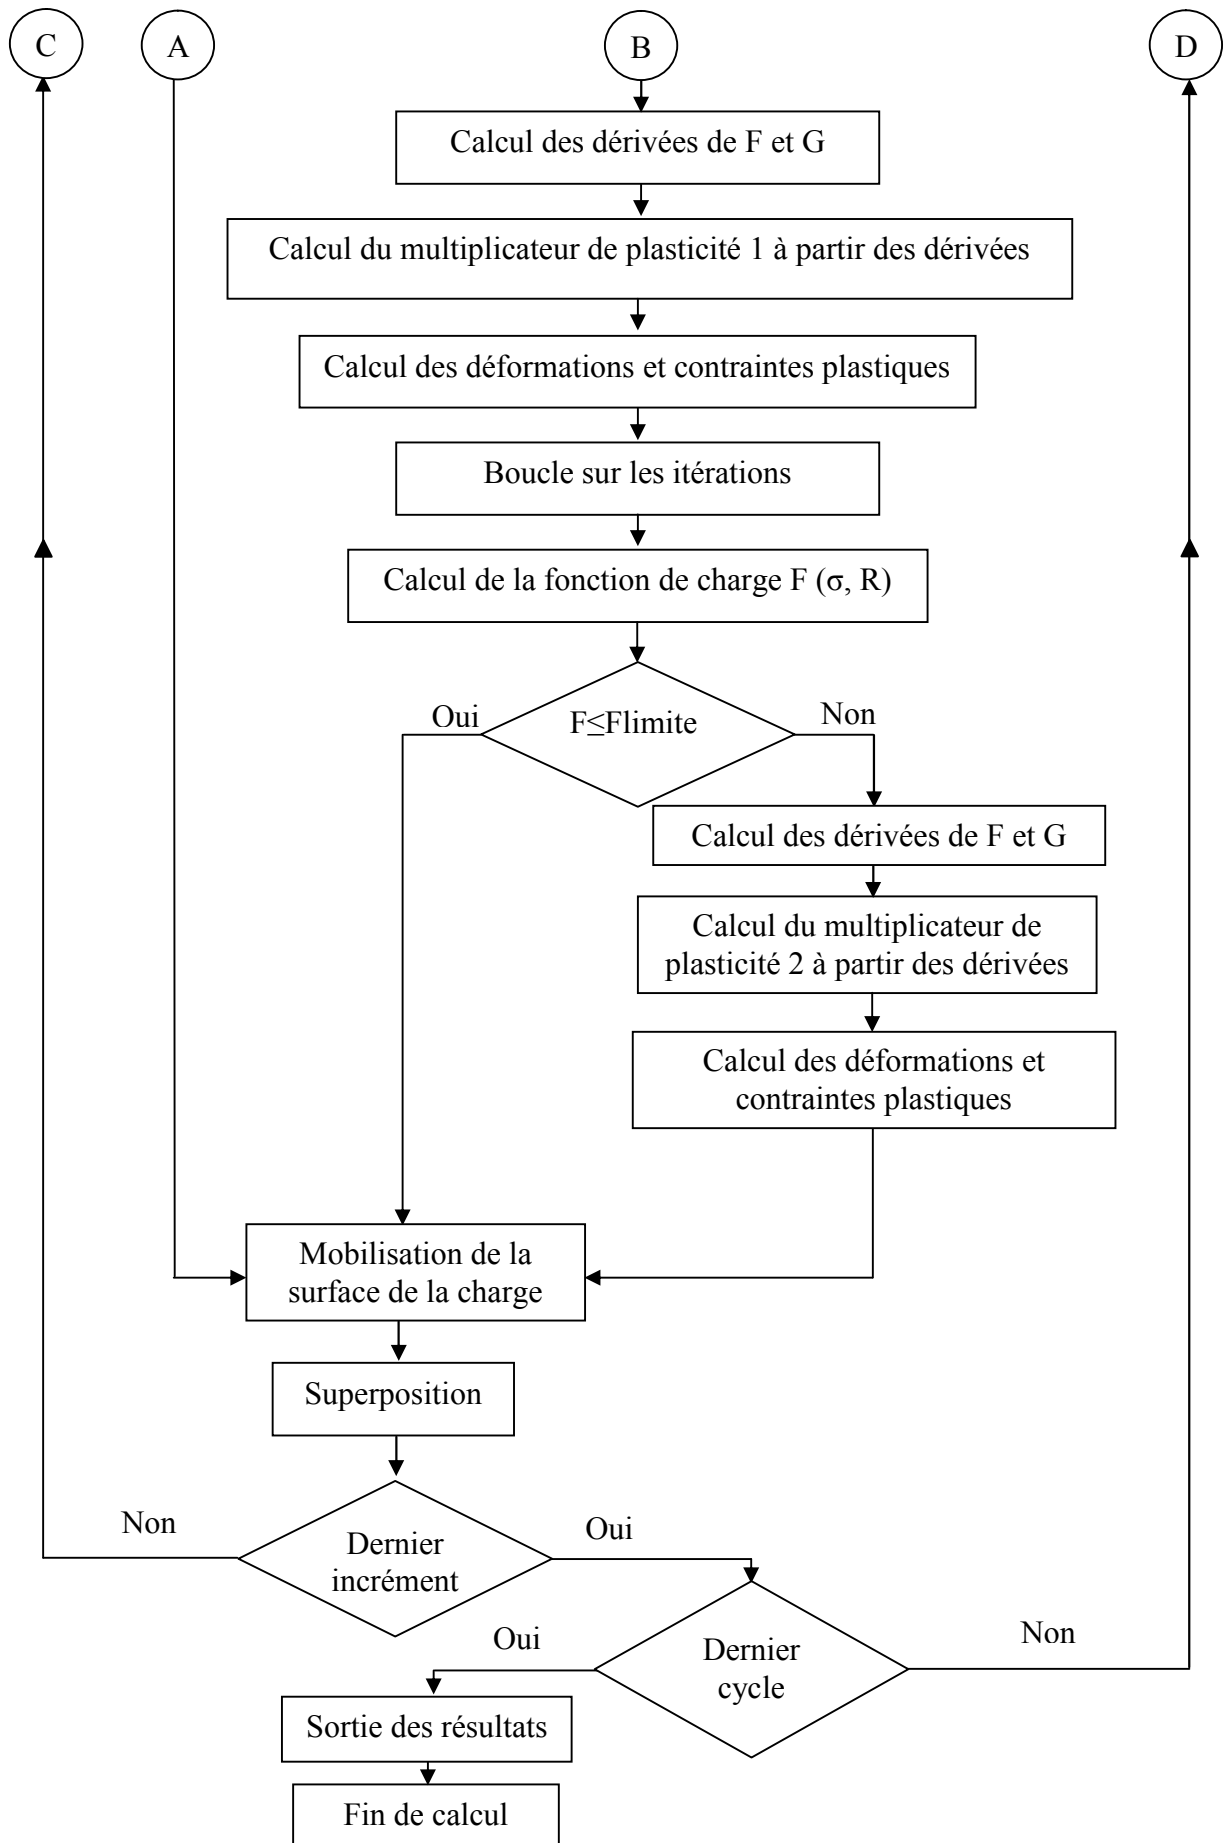 C
A
B
D
Calcul des dérivées de F et G
Calcul du multiplicateur de plasticité 1 à partir des dérivées
Calcul des déformations et contraintes plastiques
Boucle sur les itérations
Calcul de la fonction de charge F (σ, R)
Oui
F≤Flimite
Non
Calcul des dérivées de F et G
Calcul du multiplicateur de
plasticité 2 à partir des dérivées
Calcul des déformations et
contraintes plastiques
Mobilisation de la
surface de la charge
Superposition
Non
Dernier
incrément
Oui
Oui
Dernier
cycle
Non
Sortie des résultats
Fin de calcul